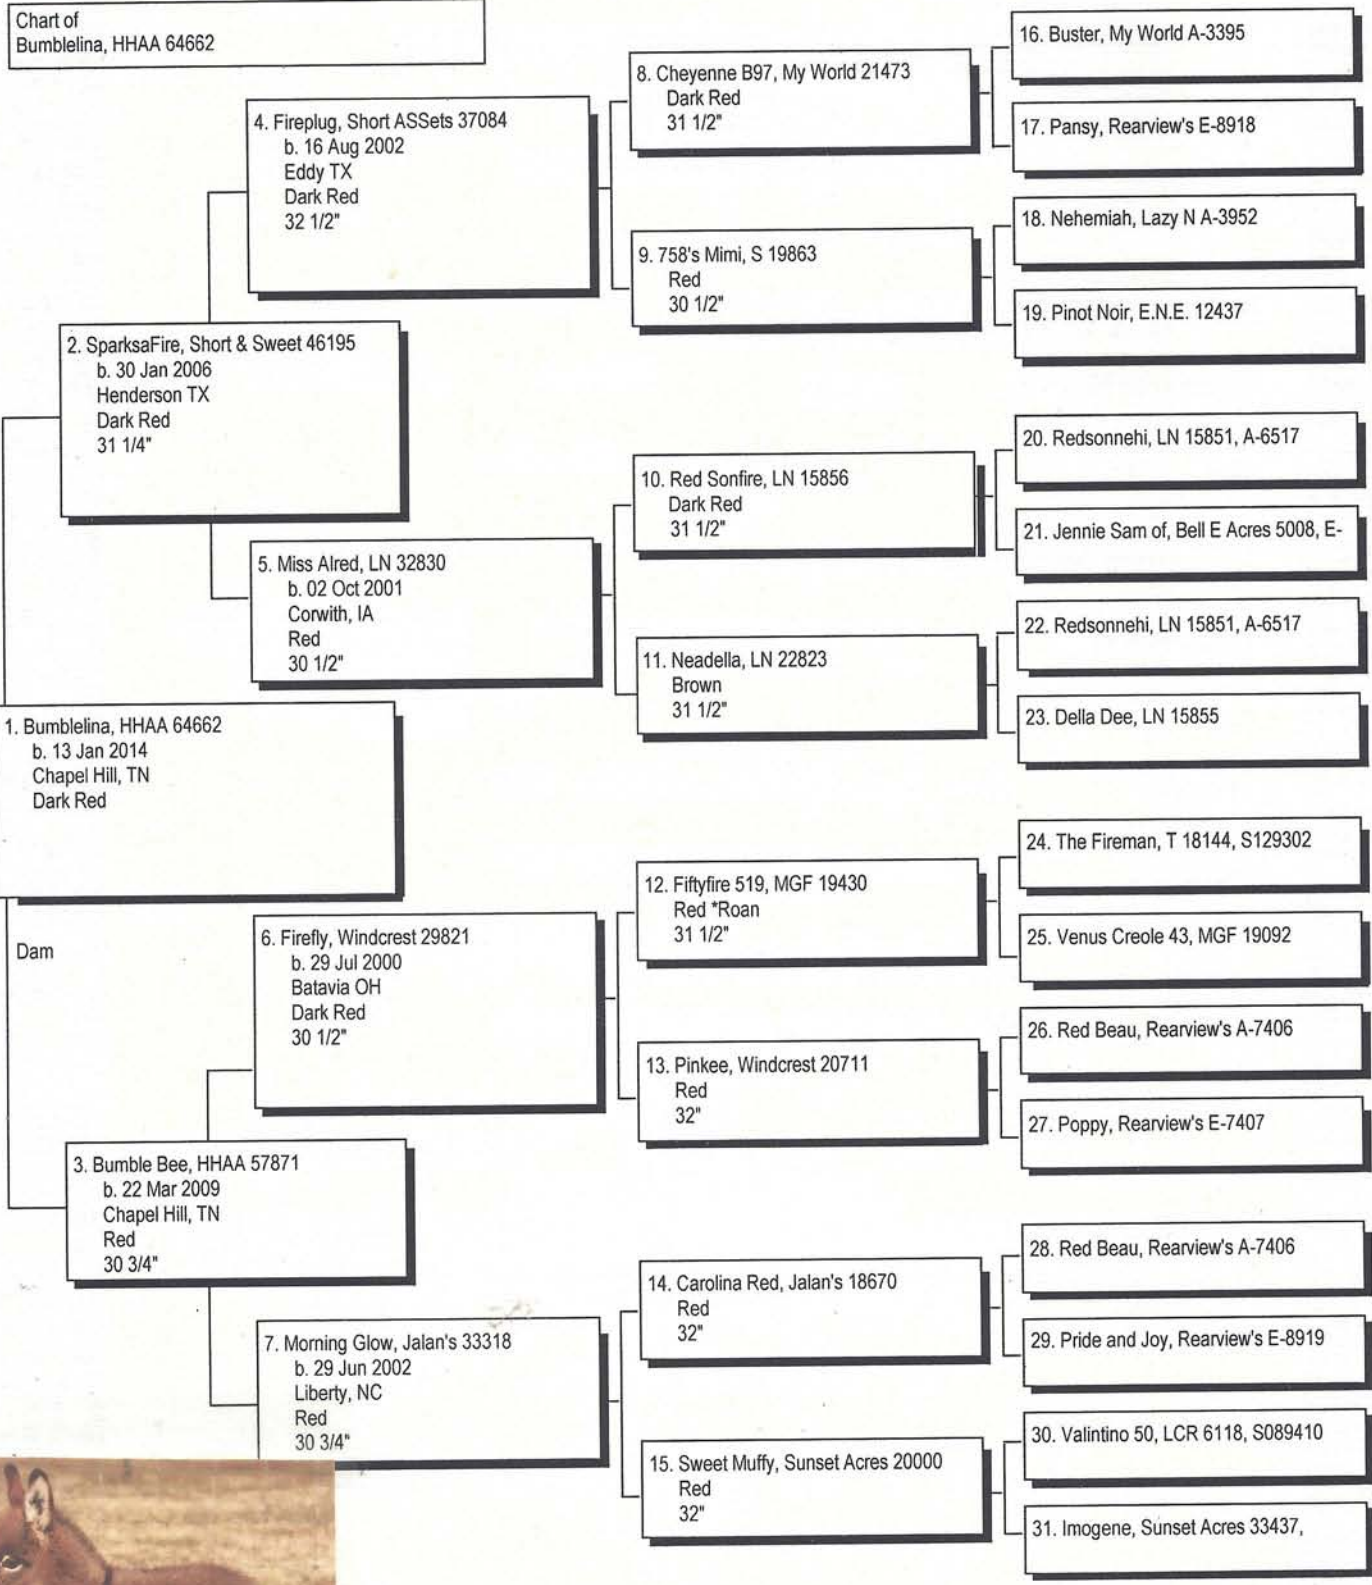 Chart of
Bumblelina, HHAA 64662
1. Bumblelina, HHAA 64662
b. 13 Jan 2014
Chapel Hill, TN
Dark Red
Dam
2. SparksaFire, Short & Sweet 46195
b. 30 Jan 2006
Henderson TX
Dark Red
31 1/4"
3. Bumble Bee, HHAA 57871
b. 22 Mar 2009
Chapel Hill, TN
Red
30 3/4"
4. Fireplug, Short ASSets 37084
b. 16 Aug 2002
Eddy TX
Dark Red
32 1/2"
5. Miss Alred, LN 32830
b. 02 Oct 2001
Corwith, IA
Red
30 1/2"
6. Firefly, Windcrest 29821
b. 29 Jul 2000
Batavia OH
Dark Red
30 1/2"
7. Morning Glow, Jalan's 33318
b. 29 Jun 2002
Liberty, NC
Red
30 3/4"
8. Cheyenne B97, My World 21473
Dark Red
31 1/2"
9. 758's Mimi, S 19863
Red
30 1/2"
10. Red Sonfire, LN 15856
Dark Red
31 1/2"
11. Neadella, LN 22823
Brown
31 1/2"
12. Fiftyfire 519, MGF 19430
Red *Roan
31 1/2"
13. Pinkee, Windcrest 20711
Red
32"
14. Carolina Red, Jalan's 18670
Red
32"
15. Sweet Muffy, Sunset Acres 20000
Red
32"
16. Buster, My World A-3395
17. Pansy, Rearview's E-8918
18. Nehemiah, Lazy N A-3952
19. Pinot Noir, E.N.E. 12437
20. Redsonnehi, LN 15851, A-6517
21. Jennie Sam of, Bell E Acres 5008, E-
22. Redsonnehi, LN 15851, A-6517
23. Della Dee, LN 15855
24. The Fireman, T 18144, S129302
25. Venus Creole 43, MGF 19092
26. Red Beau, Rearview's A-7406
27. Poppy, Rearview's E-7407
28. Red Beau, Rearview's A-7406
29. Pride and Joy, Rearview's E-8919
30. Valintino 50, LCR 6118, S089410
31. Imogene, Sunset Acres 33437,